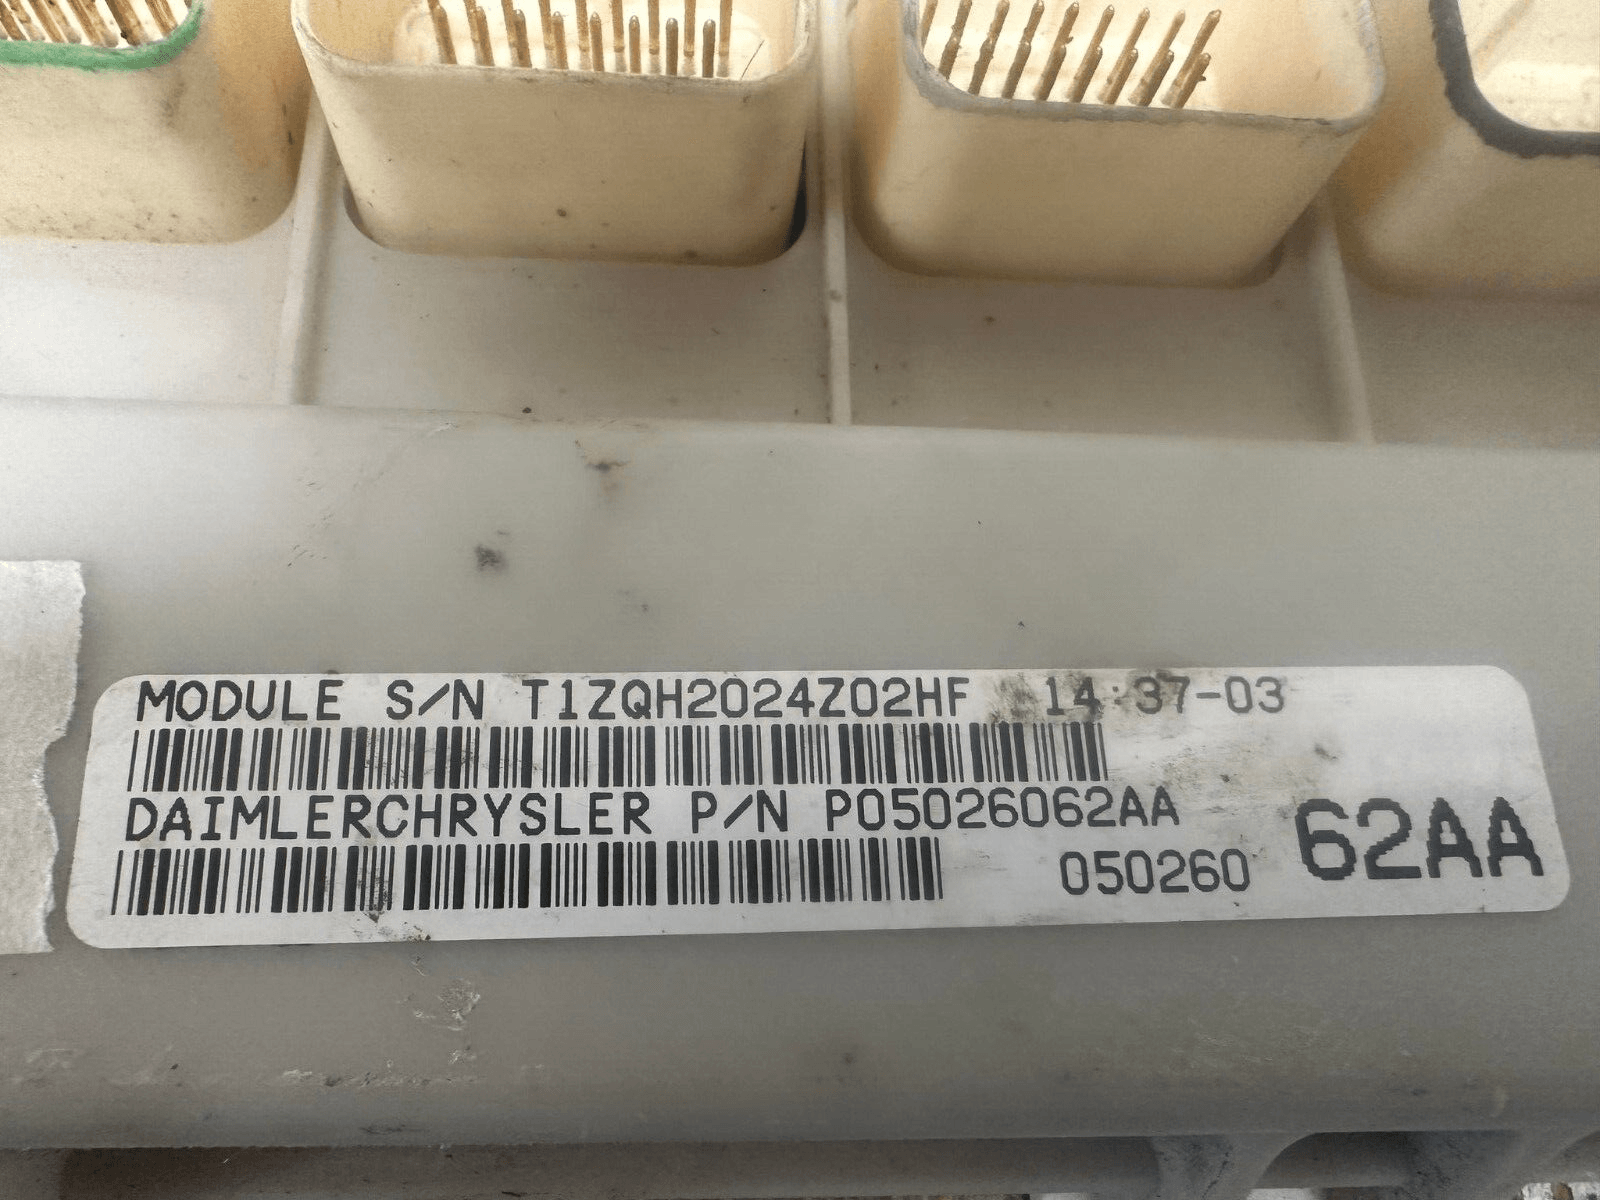 MODULE S/N T1ZQH2024Z02HF 14:37-03
DAIMLERCHRYSLER P/N P05026062AA
050260 62AA